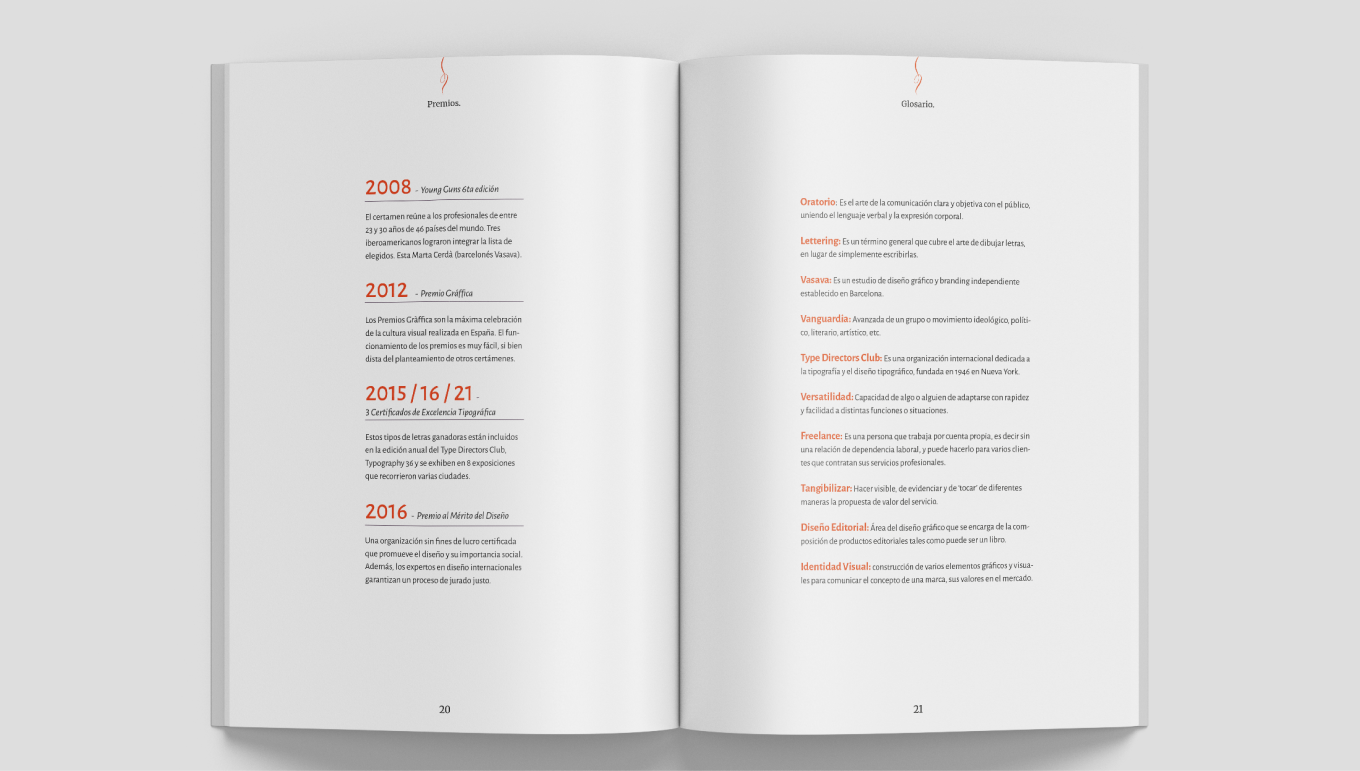 Premios.
2008 - Young Guns 6ta edición
El certamen reúne a los profesionales de entre
23 y 30 años de 46 países del mundo. Tres
iberoamericanos lograron integrar la lista de
elegidos. Esta Marta Cerdà (barcelonés Vasava).
2012 - Premio Gràffica
Los Premios Gràffica son la máxima celebración
de la cultura visual realizada en España. El fun-
cionamiento de los premios es muy fácil, si bien
dista del planteamiento de otros certámenes.
2015 / 16 / 21 -
3 Certificados de Excelencia Tipográfica
Estos tipos de letras ganadoras están incluidos
en la edición anual del Type Directors Club,
Typography 36 y se exhiben en 8 exposiciones
que recorrieron varias ciudades.
2016 - Premio al Mérito del Diseño
Una organización sin fines de lucro certificada
que promueve el diseño y su importancia social.
Además, los expertos en diseño internacionales
garantizan un proceso de jurado justo.
20
Glosario.
Oratorio: Es el arte de la comunicación clara y objetiva con el público,
uniendo el lenguaje verbal y la expresión corporal.
Lettering: Es un término general que cubre el arte de dibujar letras,
en lugar de simplemente escribirlas.
Vasava: Es un estudio de diseño gráfico y branding independiente
establecido en Barcelona.
Vanguardia: Avanzada de un grupo o movimiento ideológico, políti-
co, literario, artístico, etc.
Type Directors Club: Es una organización internacional dedicada a
la tipografía y el diseño tipográfico, fundada en 1946 en Nueva York.
Versatilidad: Capacidad de algo o alguien de adaptarse con rapidez
y facilidad a distintas funciones o situaciones.
Freelance: Es una persona que trabaja por cuenta propia, es decir sin
una relación de dependencia laboral, y puede hacerlo para varios clien-
tes que contratan sus servicios profesionales.
Tangibilizar: Hacer visible, de evidenciar y de 'tocar' de diferentes
maneras la propuesta de valor del servicio.
Diseño Editorial: Área del diseño gráfico que se encarga de la com-
posición de productos editoriales tales como puede ser un libro.
Identidad Visual: construcción de varios elementos gráficos y visua-
les para comunicar el concepto de una marca, sus valores en el mercado.
21